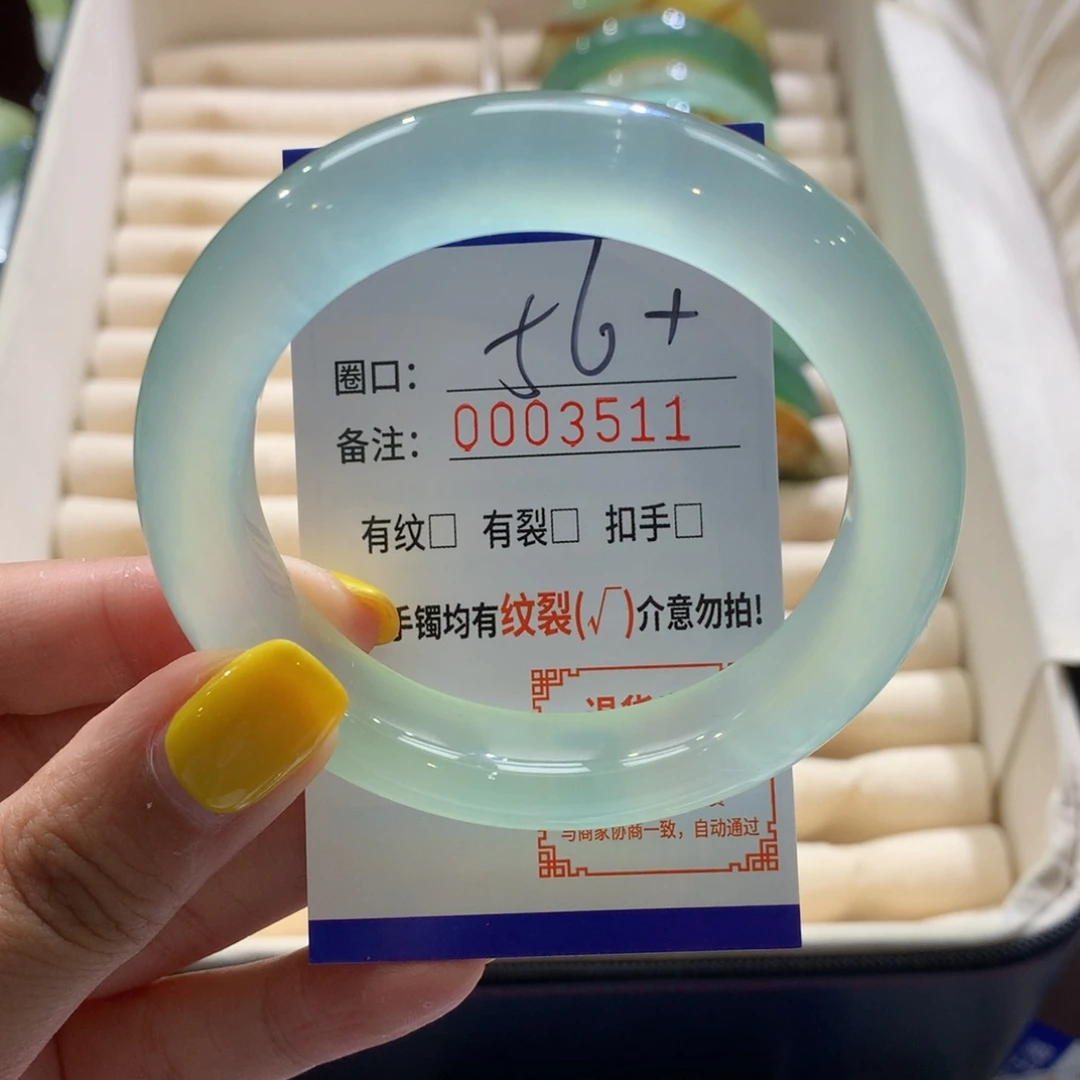 圈口： 56+
备注： 0003511
有纹□ 有裂□ 扣手□
手镯均有纹裂(√)介意勿拍!
与商家协商一致，自动通过